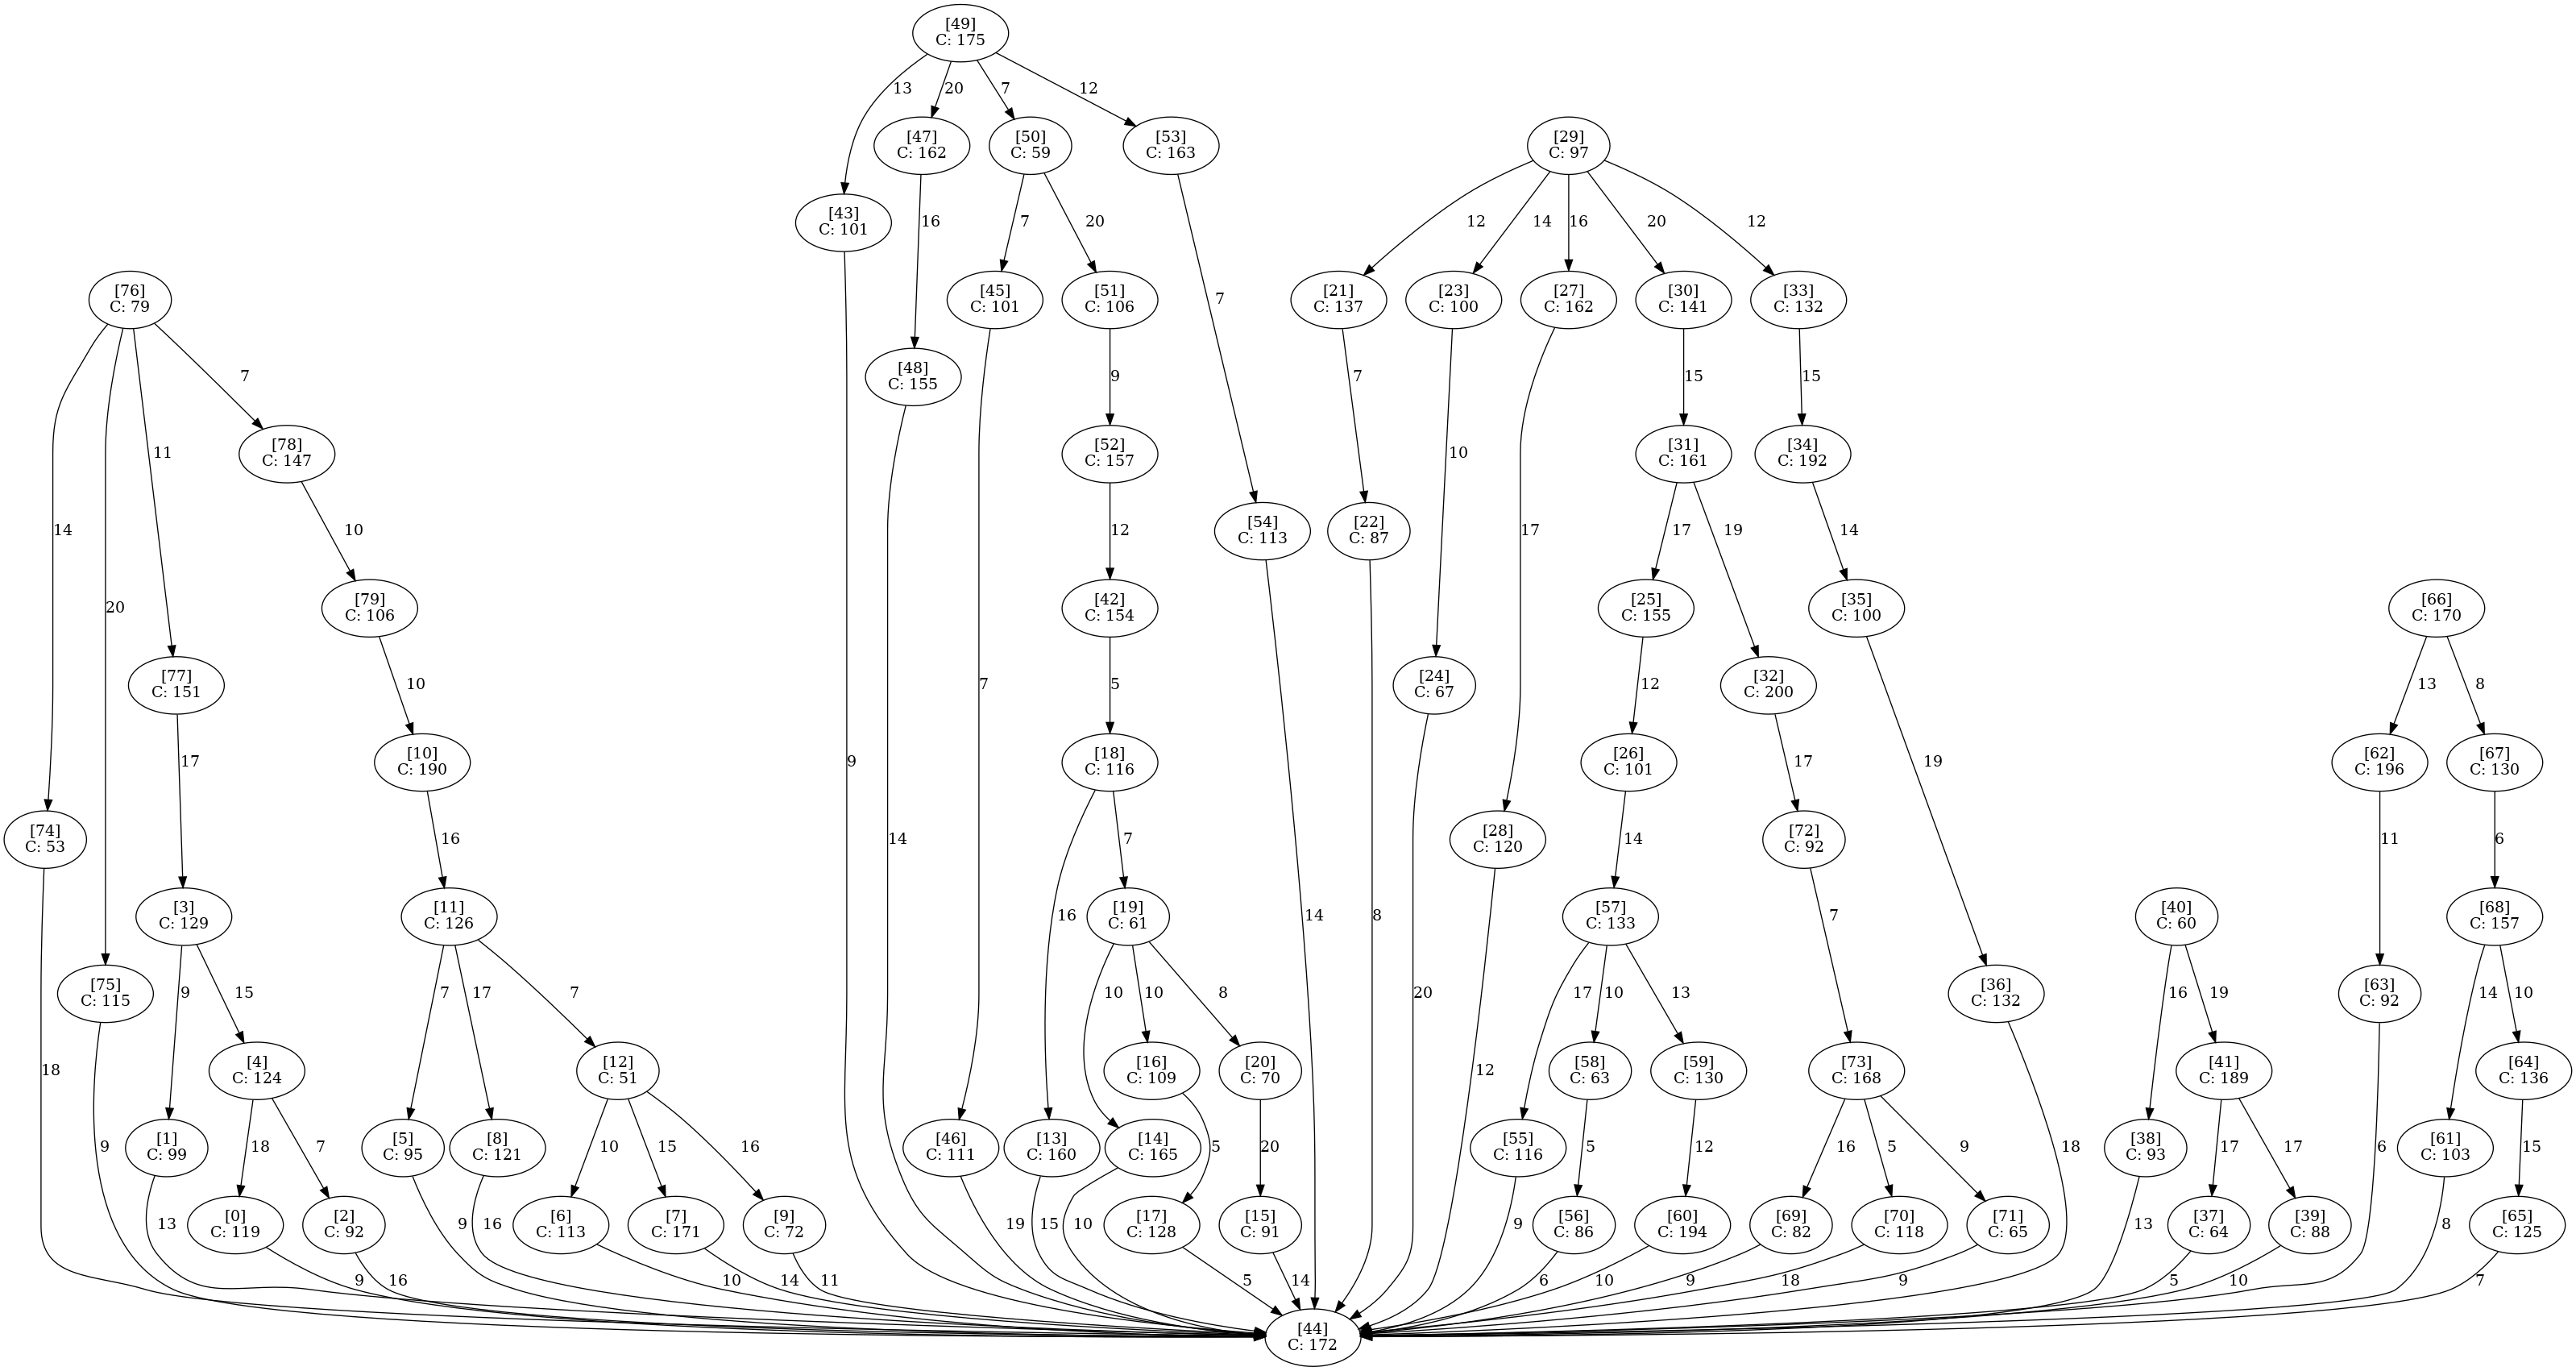 [49]
C: 175
13
20
7
12
[47]
C: 162
[50]
C: 59
[53]
C: 163
[29]
C: 97
[43]
C: 101
16
7
20
12
14
16
20
12
[76]
C: 79
[45]
C: 101
[51]
C: 106
7
[21]
C: 137
[23]
C: 100
[27]
C: 162
[30]
C: 141
[33]
C: 132
7
[48]
C: 155
9
7
15
15
14
11
[78]
C: 147
[52]
C: 157
10
[31]
C: 161
[34]
C: 192
10
12
[54]
C: 113
[22]
C: 87
17
17
19
14
20
[79]
C: 106
[42]
C: 154
[25]
C: 155
[35]
C: 100
[66]
C: 170
[77]
C: 151
10
7
5
[24]
C: 67
12
[32]
C: 200
13
8
17
[10]
C: 190
9
[18]
C: 116
[26]
C: 101
17
19
[62]
C: 196
[67]
C: 130
[74]
C: 53
16
14
7
[28]
C: 120
14
[72]
C: 92
11
6
[3]
C: 129
[11]
C: 126
16
[19]
C: 61
14
8
[57]
C: 133
7
[40]
C: 60
[68]
C: 157
[75]
C: 115
9
15
7
17
7
10
10
8
20
17
10
13
[36]
C: 132
16
19
[63]
C: 92
14
10
18
[4]
C: 124
[12]
C: 51
[16]
C: 109
[20]
C: 70
12
[58]
C: 63
[59]
C: 130
[73]
C: 168
[41]
C: 189
[64]
C: 136
9
[1]
C: 99
18
7
[5]
C: 95
[8]
C: 121
10
15
16
[46]
C: 111
[13]
C: 160
[14]
C: 165
5
20
[55]
C: 116
5
12
16
5
9
18
[38]
C: 93
17
17
6
[61]
C: 103
15
13
[0]
C: 119
[2]
C: 92
9
16
[6]
C: 113
[7]
C: 171
[9]
C: 72
19
15
10
[17]
C: 128
[15]
C: 91
9
[56]
C: 86
[60]
C: 194
[69]
C: 82
[70]
C: 118
[71]
C: 65
13
[37]
C: 64
[39]
C: 88
8
[65]
C: 125
9
16
10
14
11
5
14
6
10
9
18
9
5
10
7
[44]
C: 172